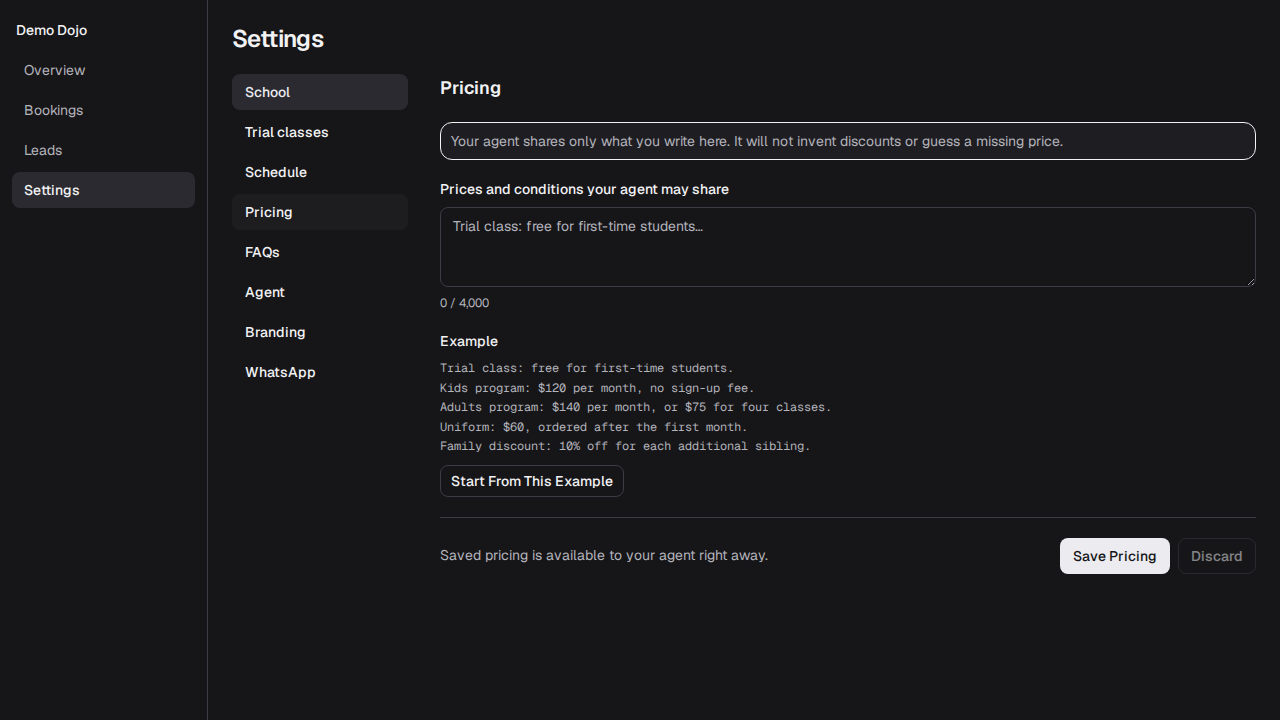 Demo Dojo
Overview
Bookings
Leads
Settings
Settings
School
Trial classes
Schedule
Pricing
FAQs
Agent
Branding
WhatsApp
Pricing
Your agent shares only what you write here. It will not invent discounts or guess a missing price.
Prices and conditions your agent may share
Trial class: free for first-time students…
0 / 4,000
Example
Trial class: free for first-time students.
Kids program: $120 per month, no sign-up fee.
Adults program: $140 per month, or $75 for four classes.
Uniform: $60, ordered after the first month.
Family discount: 10% off for each additional sibling.
Start From This Example
Saved pricing is available to your agent right away.
Save Pricing
Discard